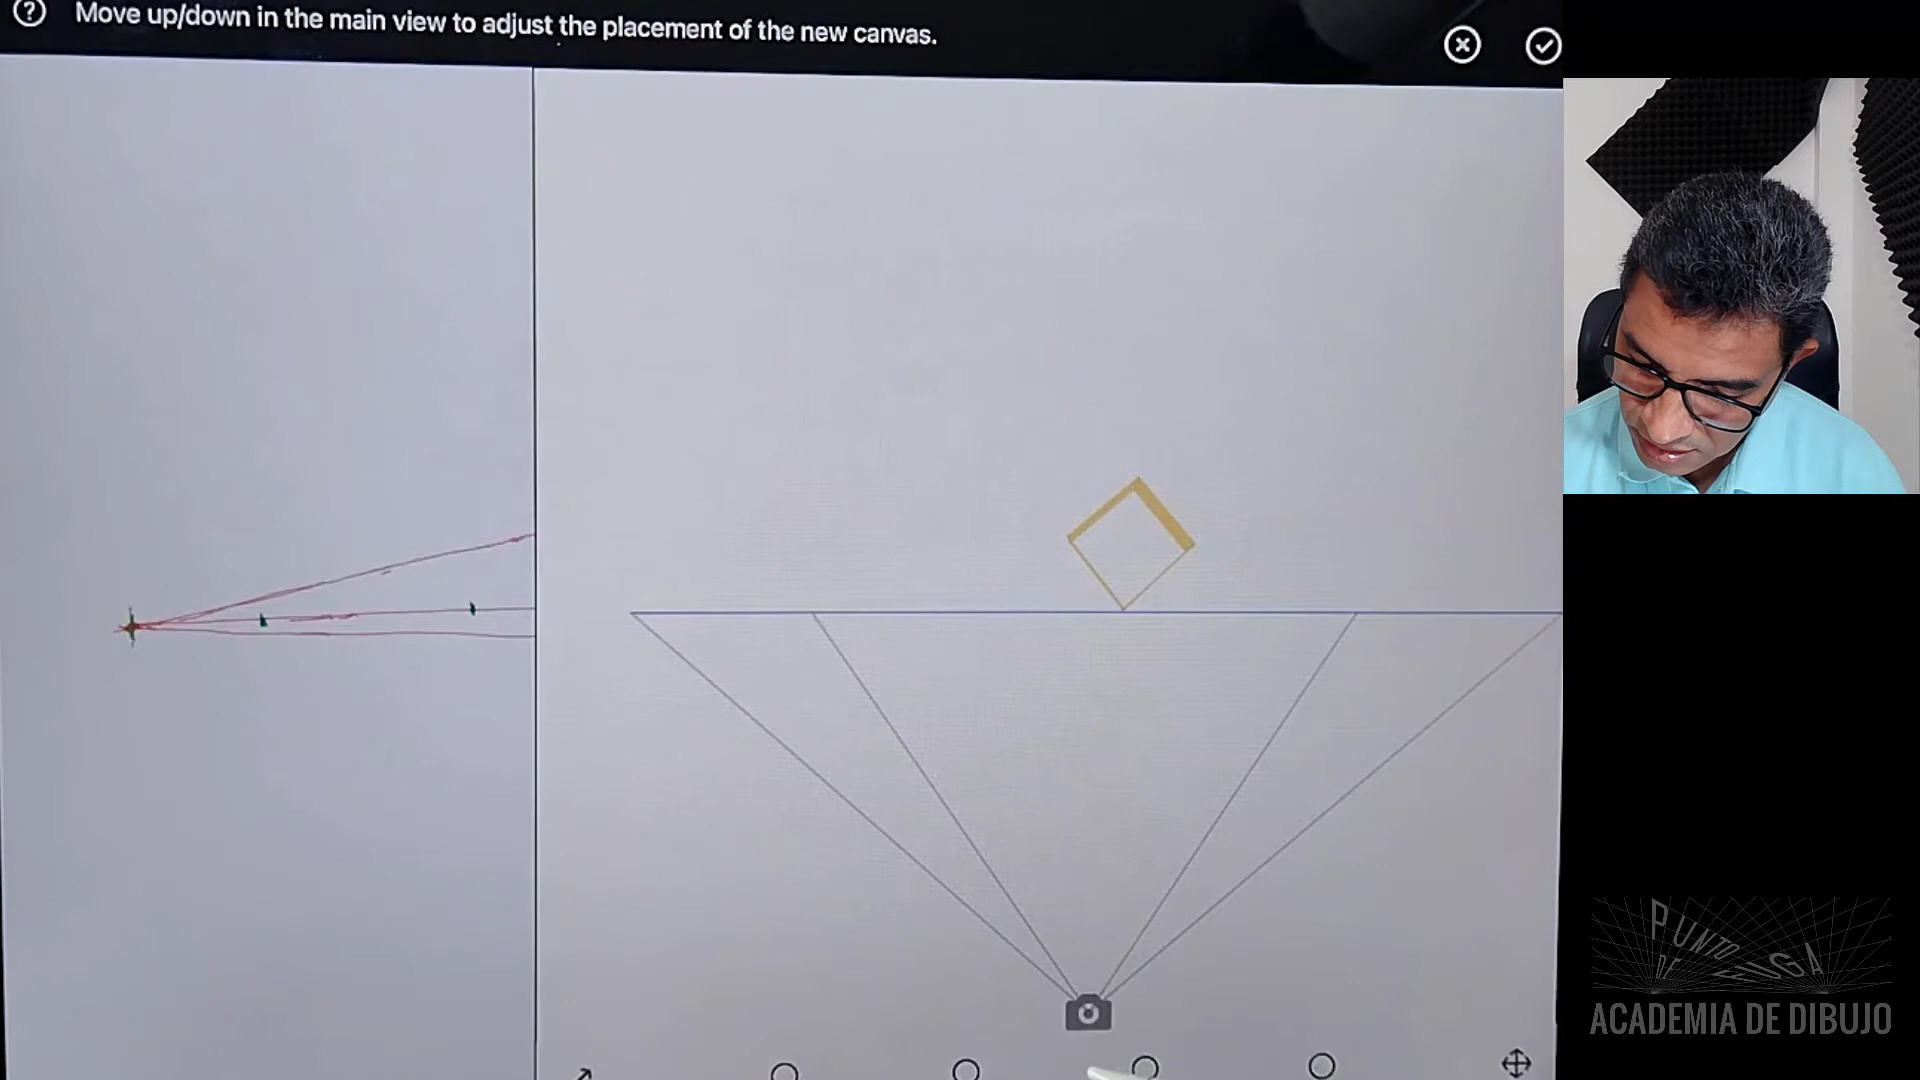 Move up/down in the main view to adjust the placement of the new canvas.
PUNTO
DE FUGA
ACADEMIA DE DIBUJO